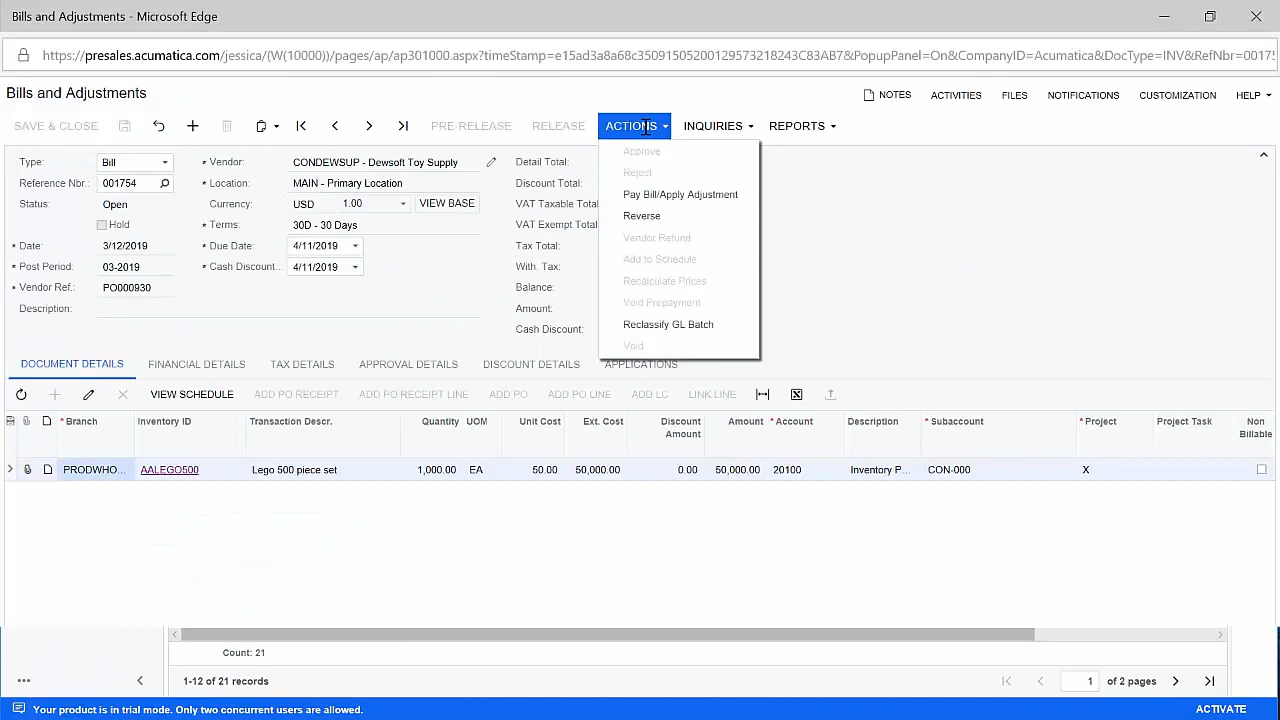 Bills and Adjustments - Microsoft Edge
https://presales.acumatica.com/jessica/(W(10000))/pages/ap/ap301000.aspx?timeStamp=e15ad3a8a68c35091505200129573218243C83AB7&PopupPanel=On&CompanyID=Acumatica&DocType=INV&RefNbr=00175
Bills and Adjustments
NOTES ACTIVITIES FILES NOTIFICATIONS CUSTOMIZATION HELP
SAVE & CLOSE PRE-RELEASE RELEASE ACTIONS INQUIRIES REPORTS
Approve
Reject
Pay Bill/Apply Adjustment
Reverse
Vendor Refund
Add to Schedule
Recalculate Prices
Void Prepayment
Reclassify GL Batch
Void
Type: Bill * Vendor: CONDEWSUP - Dewsoft Toy Supply Detail Total:
Reference Nbr.: 001754 * Location: MAIN - Primary Location Discount Total:
Status: Open Currency: USD 1.00 VIEW BASE VAT Taxable Total
Hold * Terms: 30D - 30 Days VAT Exempt Total
* Date: 3/12/2019 * Due Date: 4/11/2019 Tax Total:
* Post Period: 03-2019 * Cash Discount... 4/11/2019 With. Tax:
* Vendor Ref.: PO000930 Balance:
Description: Amount:
Cash Discount:
DOCUMENT DETAILS FINANCIAL DETAILS TAX DETAILS APPROVAL DETAILS DISCOUNT DETAILS APPLICATIONS
VIEW SCHEDULE ADD PO RECEIPT ADD PO RECEIPT LINE ADD PO ADD PO LINE ADD LC LINK LINE
* Branch Inventory ID Transaction Descr. Quantity UOM Unit Cost Ext. Cost Discount Amount Amount * Account Description * Subaccount * Project Project Task Non Billable
PRODWHO... AALEGO500 Lego 500 piece set 1,000.00 EA 50.00 50,000.00 0.00 50,000.00 20100 Inventory P... CON-000 X
Count: 21
1-12 of 21 records 1 of 2 pages
Your product is in trial mode. Only two concurrent users are allowed. ACTIVATE